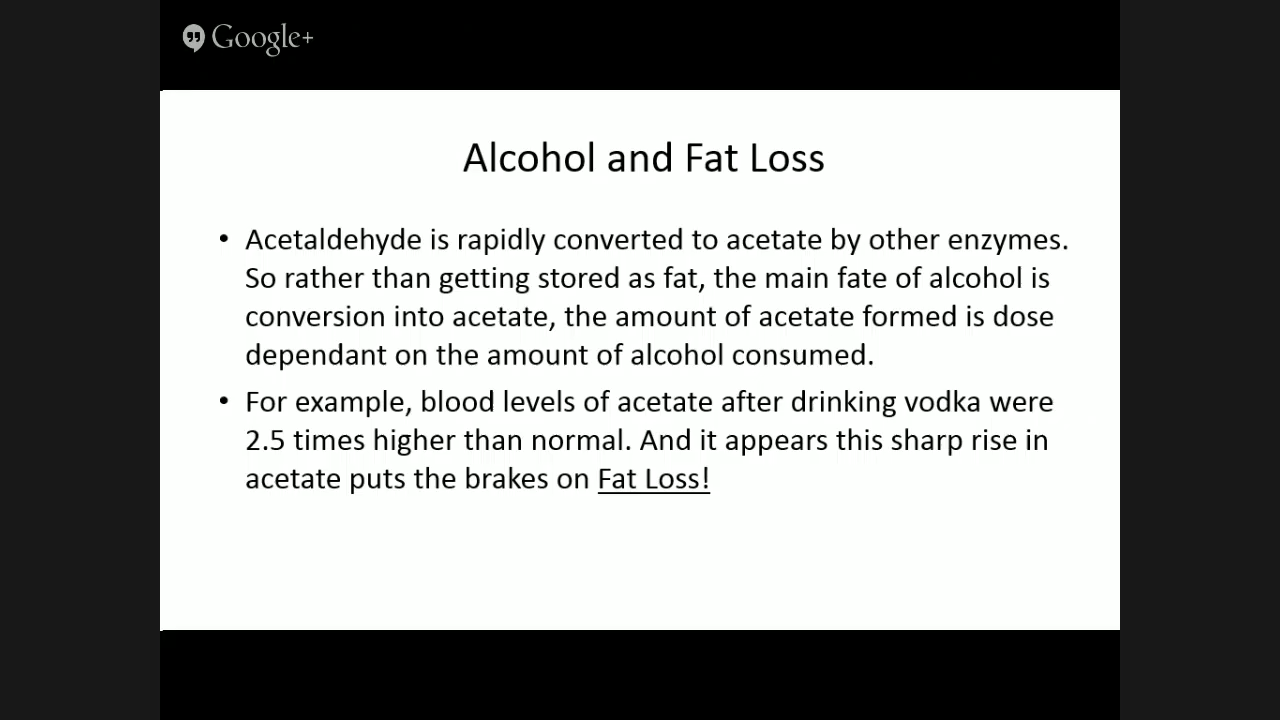 Google+
Alcohol and Fat Loss
• Acetaldehyde is rapidly converted to acetate by other enzymes.
So rather than getting stored as fat, the main fate of alcohol is
conversion into acetate, the amount of acetate formed is dose
dependant on the amount of alcohol consumed.
• For example, blood levels of acetate after drinking vodka were
2.5 times higher than normal. And it appears this sharp rise in
acetate puts the brakes on Fat Loss!